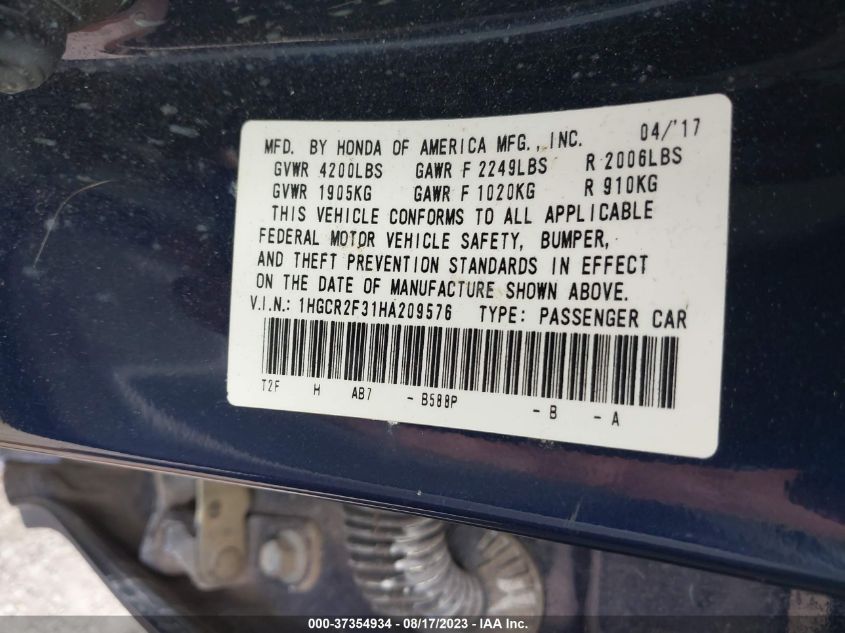 MFD. BY HONDA OF AMERICA MFG., INC. 04/'17
GVWR 4200LBS GAWR F 2249LBS R 2006LBS
GVWR 1905KG GAWR F 1020KG R 910KG
THIS VEHICLE CONFORMS TO ALL APPLICABLE
FEDERAL MOTOR VEHICLE SAFETY, BUMPER,
AND THEFT PREVENTION STANDARDS IN EFFECT
ON THE DATE OF MANUFACTURE SHOWN ABOVE.
V.I.N.: 1HGCR2F31HA209576 TYPE: PASSENGER CAR
T2F H AB7 - B588P - B - A
000-37354934 - 08/17/2023 - IAA Inc.